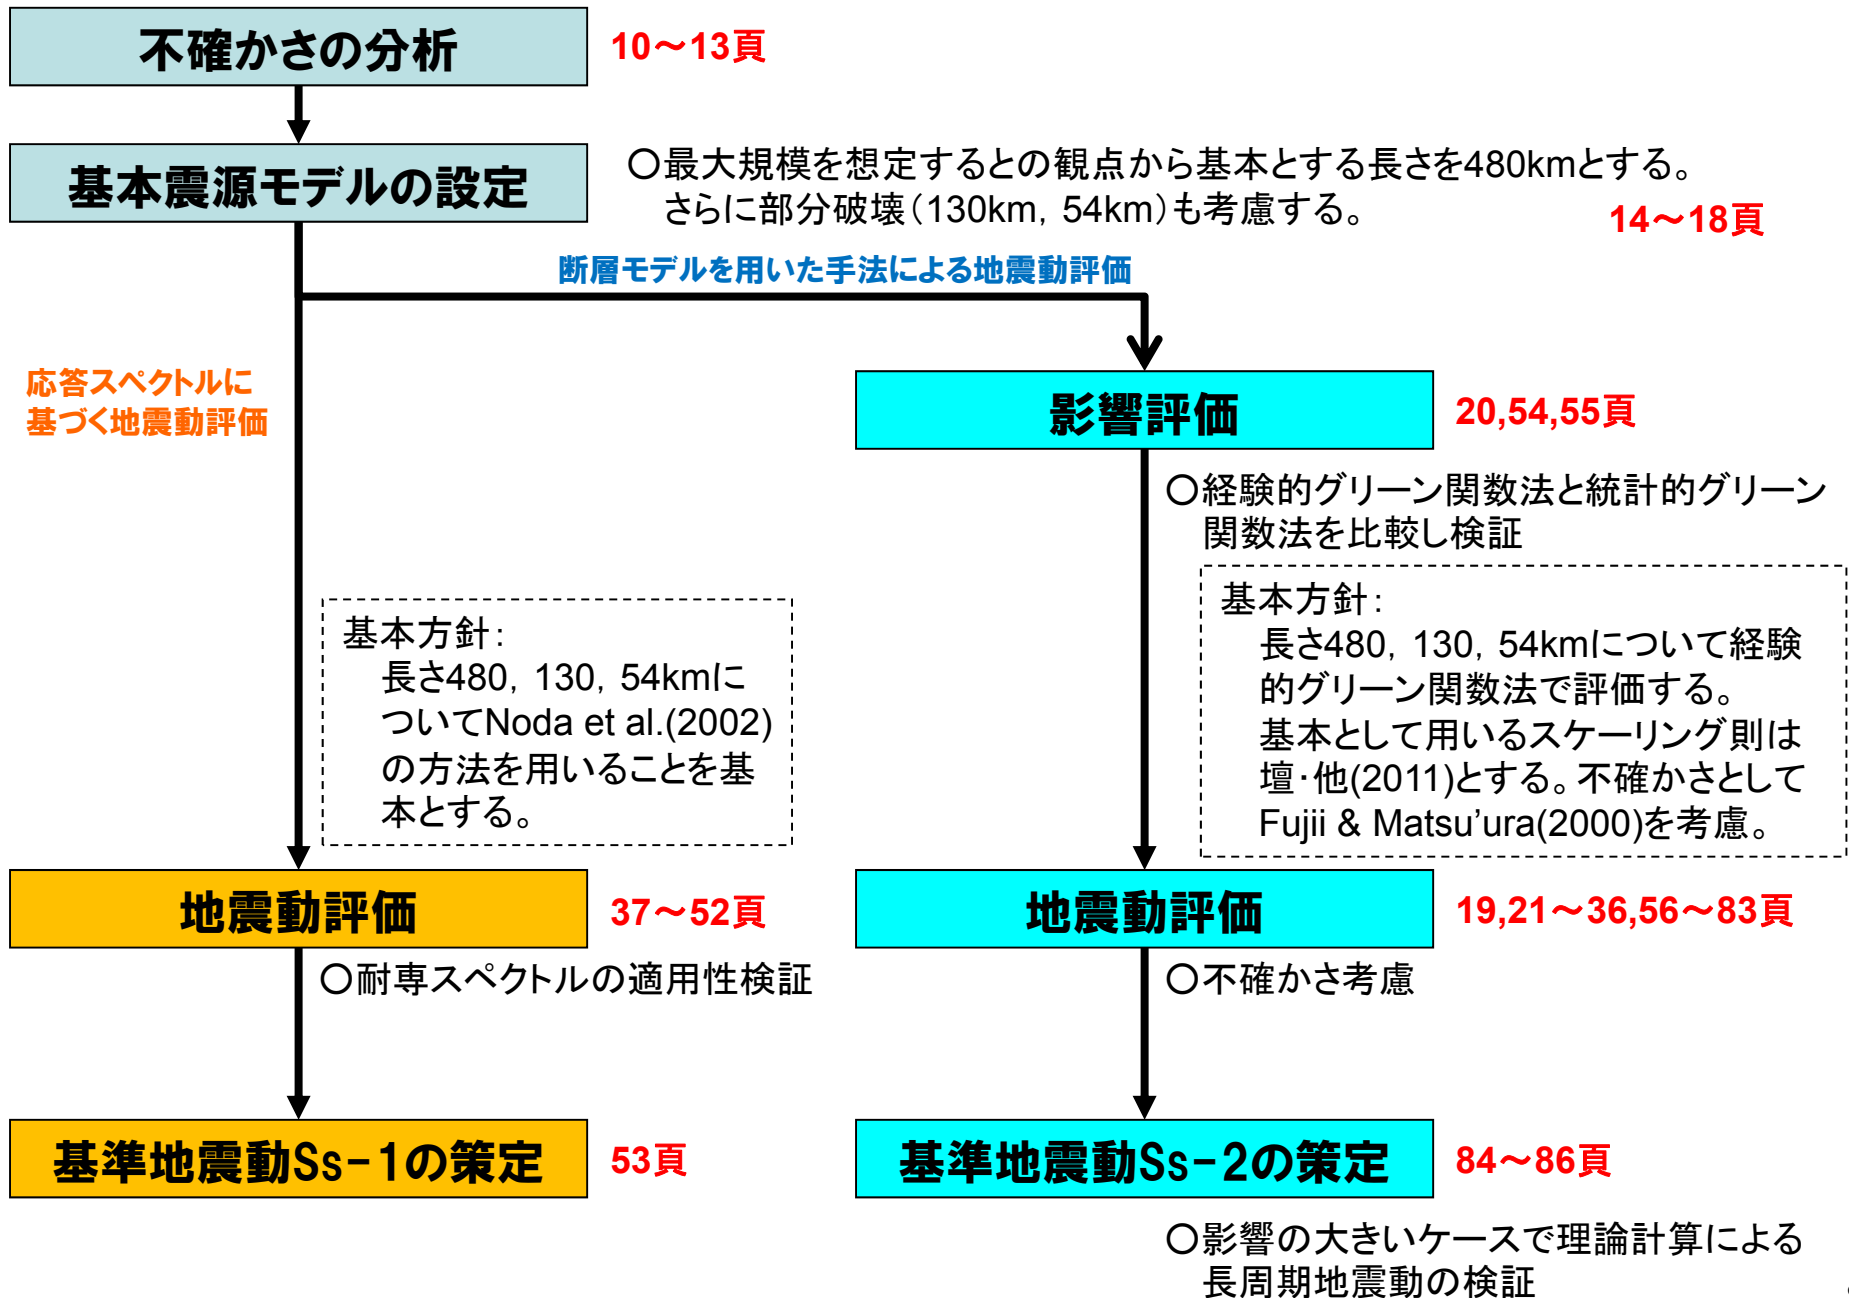 不確かさの分析
10～13頁
基本震源モデルの設定
○最大規模を想定するとの観点から基本とする長さを480kmとする。
さらに部分破壊（130km，54km）も考慮する。
14～18頁
断層モデルを用いた手法による地震動評価
応答スペクトルに
基づく地震動評価
影響評価
20,54,55頁
○経験的グリーン関数法と統計的グリーン
関数法を比較し検証
基本方針：
長さ480，130，54kmに
ついてNoda et al.(2002)
の方法を用いることを基
本とする。
基本方針：
長さ480，130，54kmについて経験
的グリーン関数法で評価する。
基本として用いるスケーリング則は
壇・他(2011)とする。不確かさとして
Fujii & Matsu’ura(2000)を考慮。
地震動評価
37～52頁
○耐専スペクトルの適用性検証
地震動評価
19,21～36,56～83頁
○不確かさ考慮
基準地震動Ss-1の策定
53頁
基準地震動Ss-2の策定
84～86頁
○影響の大きいケースで理論計算による
長周期地震動の検証